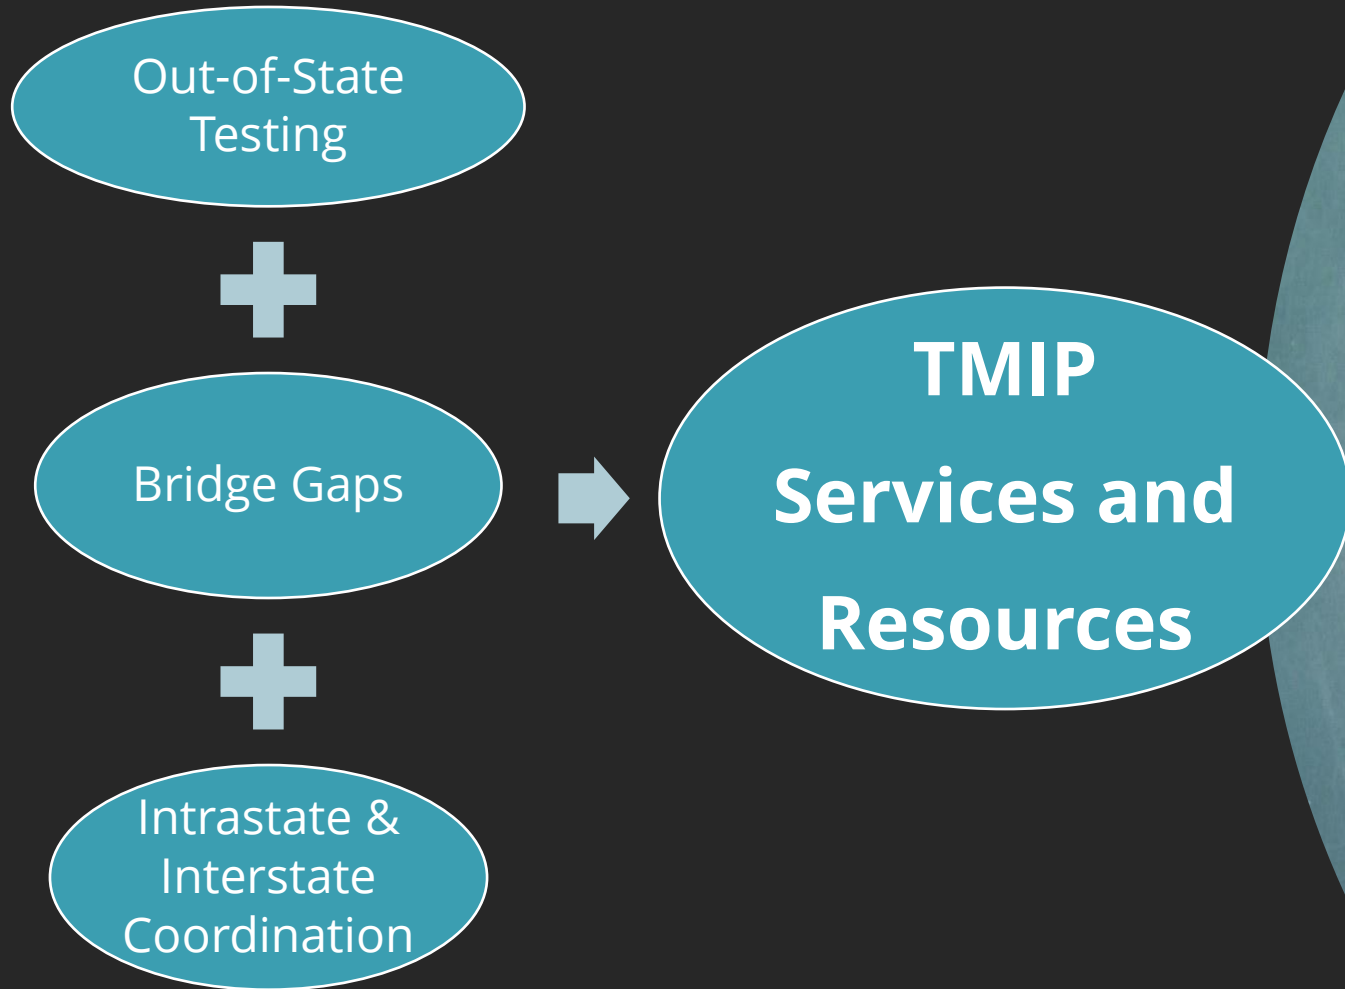 Out-of-State
Testing
Bridge Gaps
Intrastate &
Interstate
Coordination
TMIP
Services and
Resources